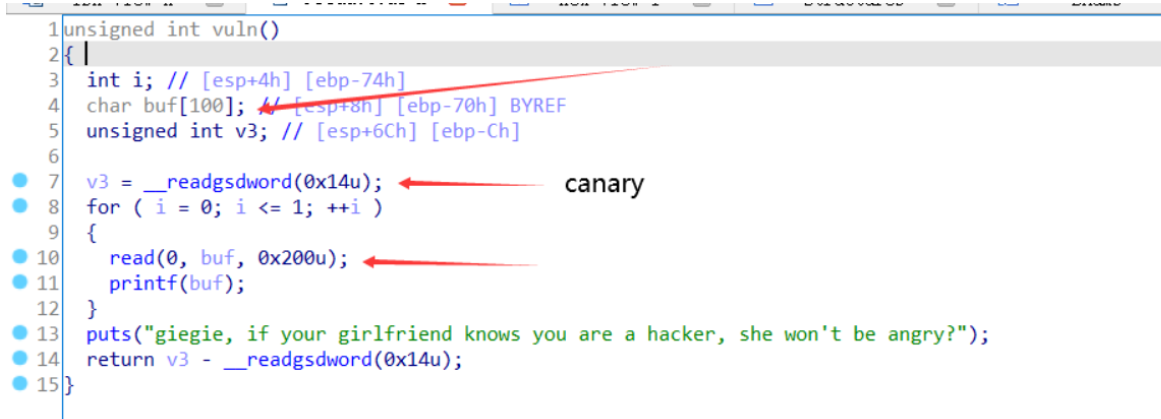 1 unsigned int vuln()
2 {
3 int i; // [esp+4h] [ebp-74h]
4 char buf[100]; // [esp+8h] [ebp-70h] BYREF
5 unsigned int v3; // [esp+6Ch] [ebp-Ch]
6
7 v3 = __readgsdword(0x14u); canary
8 for ( i = 0; i <= 1; ++i )
9 {
10 read(0, buf, 0x200u);
11 printf(buf);
12 }
13 puts("giegie, if your girlfriend knows you are a hacker, she won't be angry?");
14 return v3 - __readgsdword(0x14u);
15 }